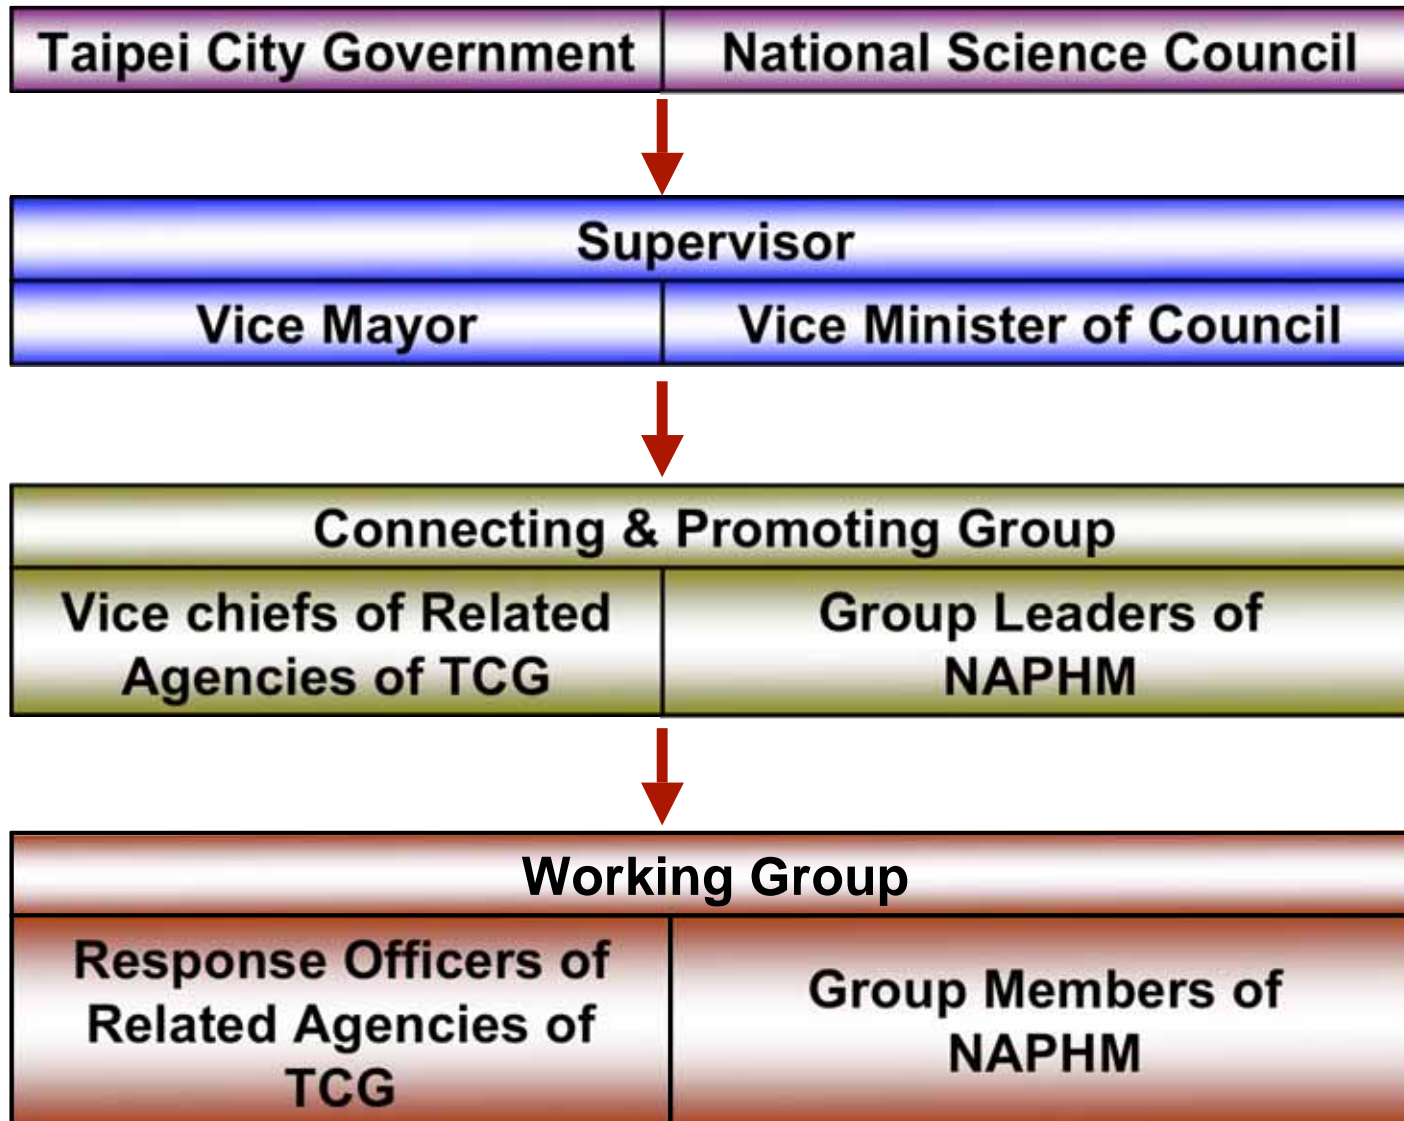 Taipei City Government
National Science Council
Supervisor
Vice Mayor
Vice Minister of Council
Connecting & Promoting Group
Vice chiefs of Related
Agencies of TCG
Group Leaders of
NAPHM
Working Group
Response Officers of
Related Agencies of
TCG
Group Members of
NAPHM